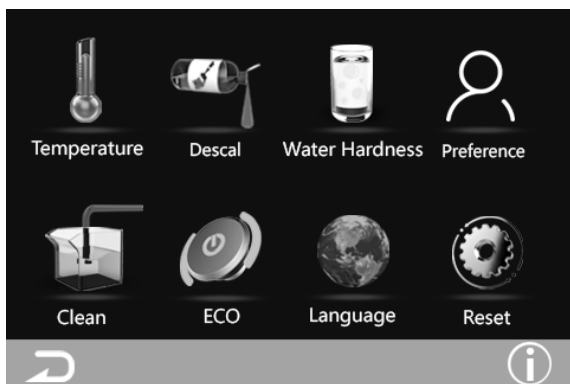 Temperature
Descal
Water Hardness
Preference
Clean
ECO
Language
Reset